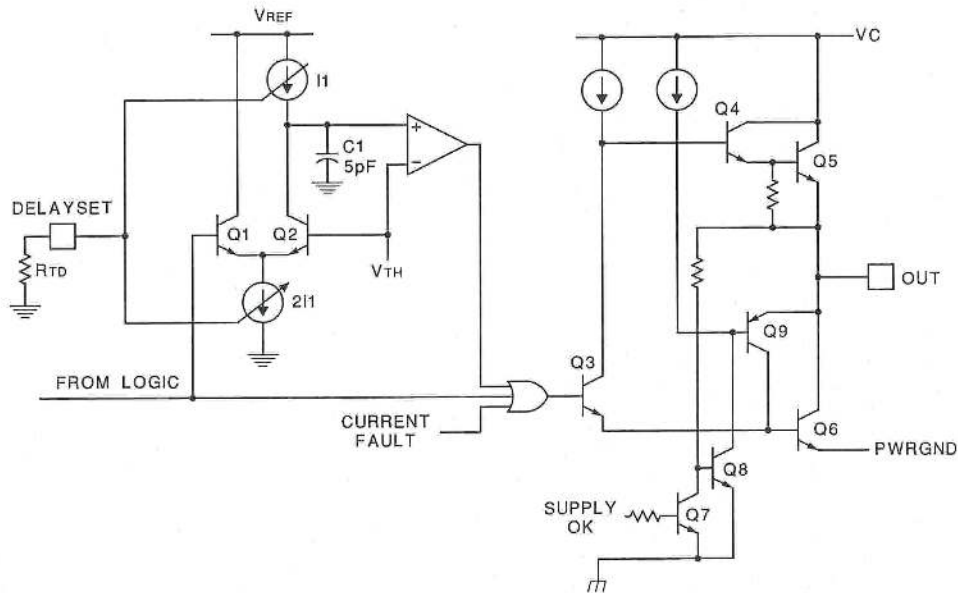 VREF
VC
I1
Q4
C1
5pF
Q5
DELAYSET
Q1
Q2
RTD
VTH
OUT
2I1
Q9
Q3
FROM LOGIC
CURRENT
FAULT
Q6
PWRGND
Q8
SUPPLY
OK
Q7